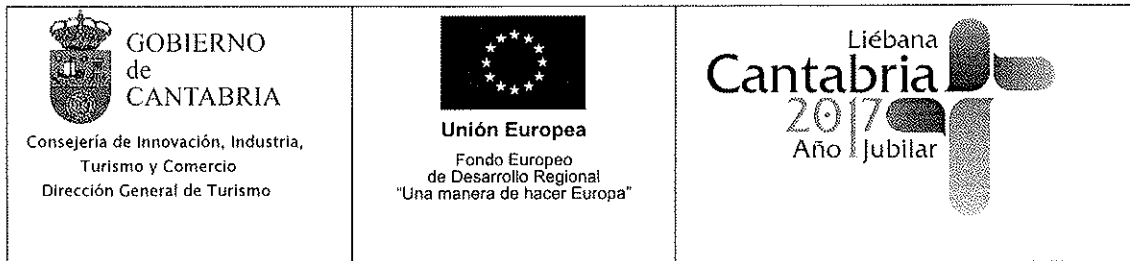 GOBIERNO
de
CANTABRIA
Consejería de Innovación, Industria,
Turismo y Comercio
Dirección General de Turismo
Unión Europea
Fondo Europeo
de Desarrollo Regional
"Una manera de hacer Europa"
Liébana
Cantabria
2017
Año Jubilar